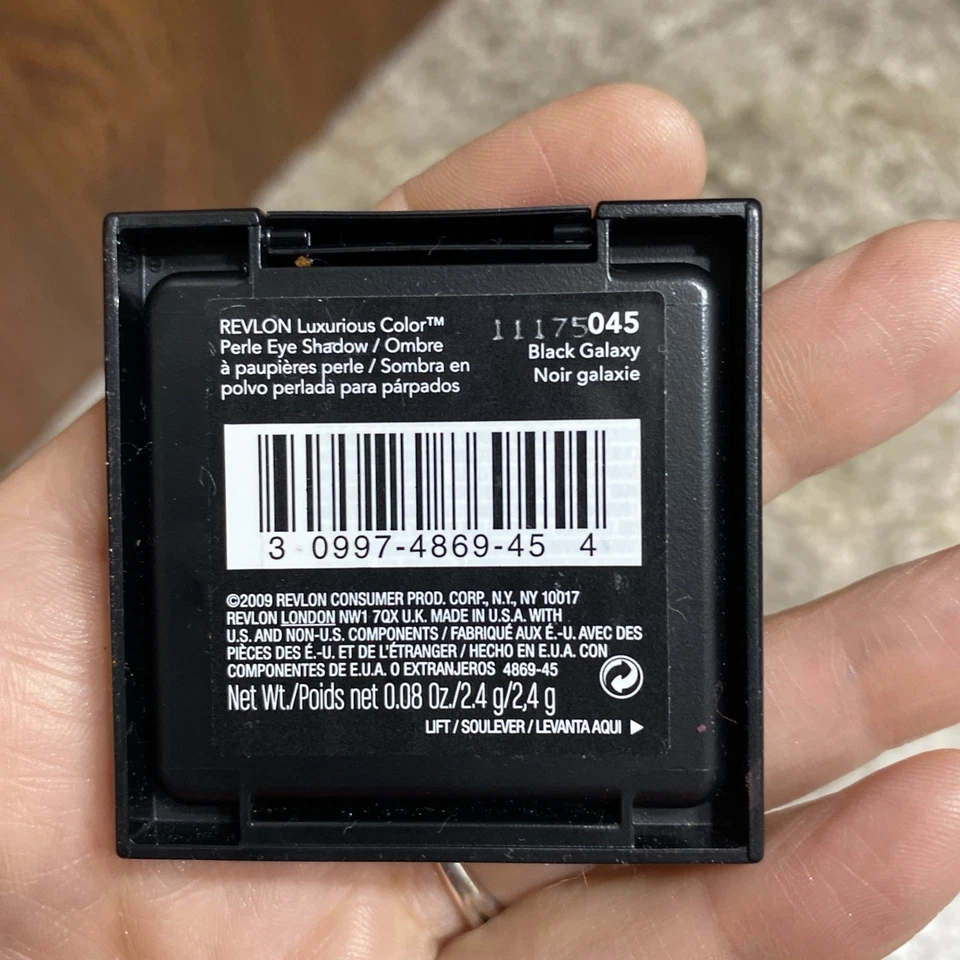 REVLON Luxurious Color™ 11175045
Perle Eye Shadow / Ombre Black Galaxy
à paupières perle / Sombra en Noir galaxie
polvo perlada para párpados
3 0997-4869-45 4
©2009 REVLON CONSUMER PROD. CORP., N.Y., NY 10017
REVLON LONDON NW1 7QX U.K. MADE IN U.S.A. WITH
U.S. AND NON-U.S. COMPONENTS / FABRIQUÉ AUX É.-U. AVEC DES
PIÈCES DES É.-U. ET DE L'ÉTRANGER / HECHO EN E.U.A. CON
COMPONENTES DE E.U.A. O EXTRANJEROS 4869-45
Net Wt./Poids net 0.08 Oz./2.4 g/2,4 g
LIFT / SOULEVER / LEVANTA AQUI ▶